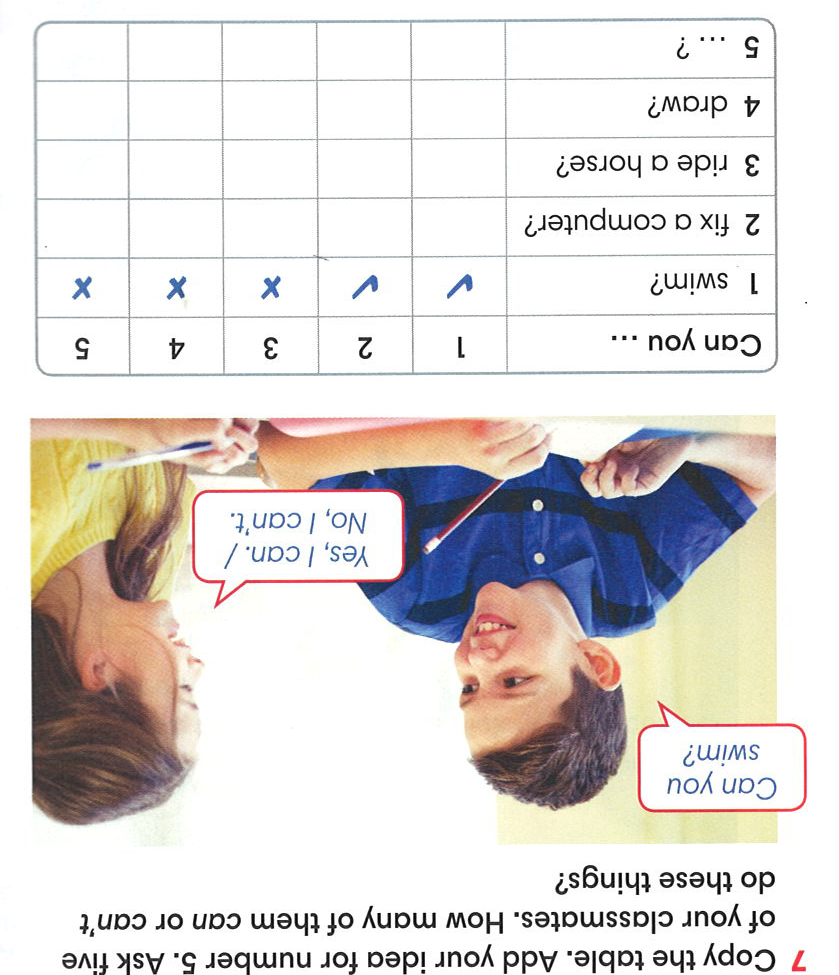 7 Copy the table. Add your idea for number 5. Ask five
of your classmates. How many of them can or can't
do these things?
Can you
swim?
Yes, I can. /
No, I can't.
Can you ... 1 2 3 4 5
1 swim? ✓ ✓ ✗ ✗ ✗
2 fix a computer?
3 ride a horse?
4 draw?
5 ... ?